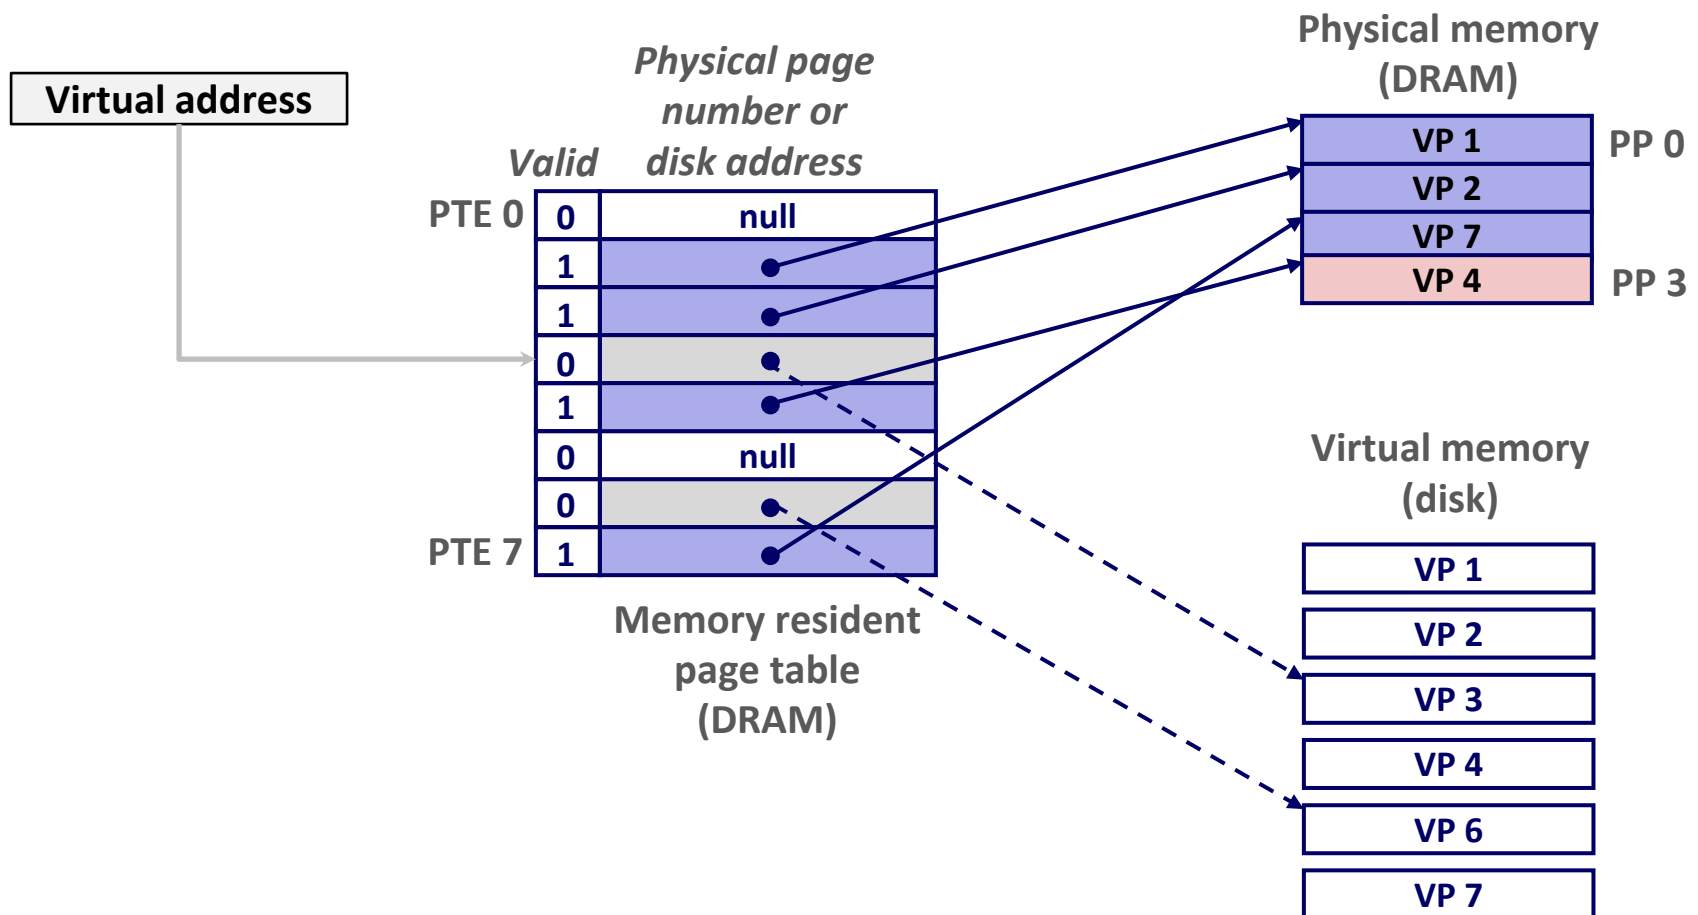 Virtual address
Physical page
number or
disk address
Valid
PTE 0
0 null
1
1
0
1
0 null
0
PTE 7 1
Memory resident
page table
(DRAM)
Physical memory
(DRAM)
VP 1 PP 0
VP 2
VP 7
VP 4 PP 3
Virtual memory
(disk)
VP 1
VP 2
VP 3
VP 4
VP 6
VP 7